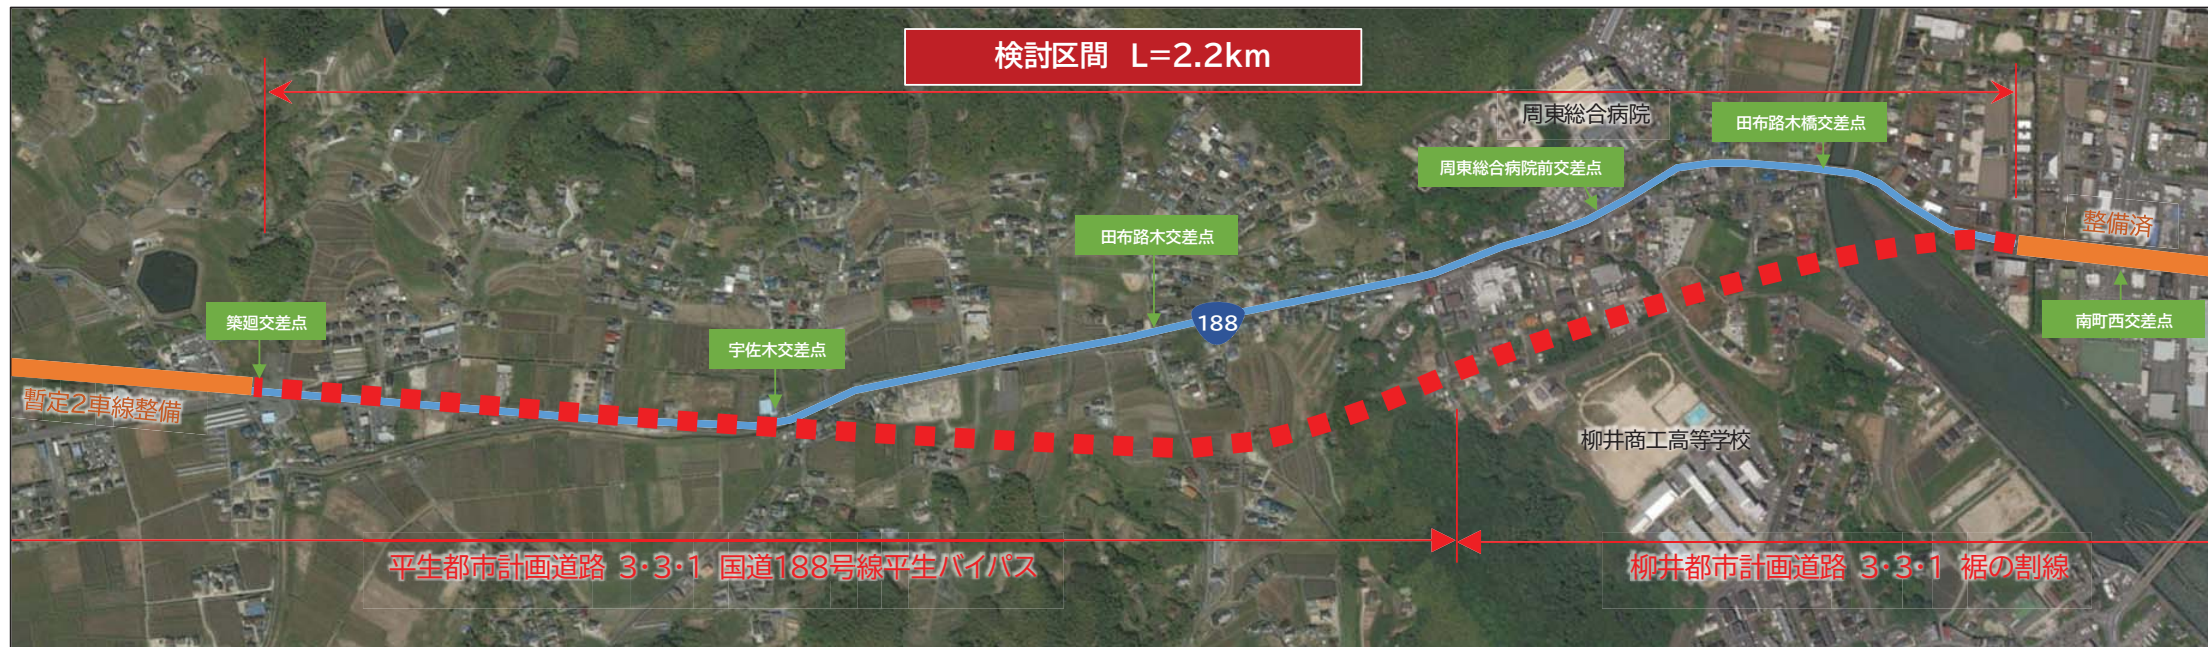 検討区間 L=2.2km
周東総合病院
田布路木橋交差点
周東総合病院前交差点
整備済
田布路木交差点
築廻交差点
188
南町西交差点
宇佐木交差点
暫定2車線整備
柳井商工高等学校
平生都市計画道路 3・3・1 国道188号線平生バイパス
柳井都市計画道路 3・3・1 裾の割線